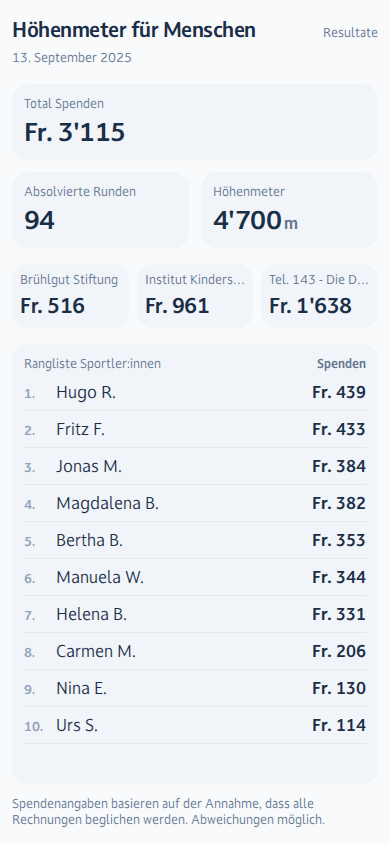 Höhenmeter für Menschen
Resultate
13. September 2025
Total Spenden
Fr. 3'115
Absolvierte Runden
94
Höhenmeter
4'700 m
Brühlgut Stiftung
Fr. 516
Institut Kinders...
Fr. 961
Tel. 143 - Die D...
Fr. 1'638
Rangliste Sportler:innen Spenden
1. Hugo R. Fr. 439
2. Fritz F. Fr. 433
3. Jonas M. Fr. 384
4. Magdalena B. Fr. 382
5. Bertha B. Fr. 353
6. Manuela W. Fr. 344
7. Helena B. Fr. 331
8. Carmen M. Fr. 206
9. Nina E. Fr. 130
10. Urs S. Fr. 114
Spendenangaben basieren auf der Annahme, dass alle
Rechnungen beglichen werden. Abweichungen möglich.